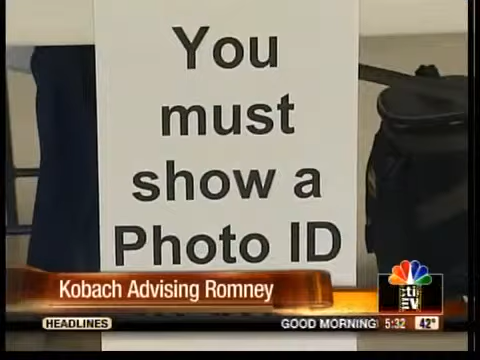 You
must
show a
Photo ID
Kobach Advising Romney
HEADLINES
GOOD MORNING 5:32 42°